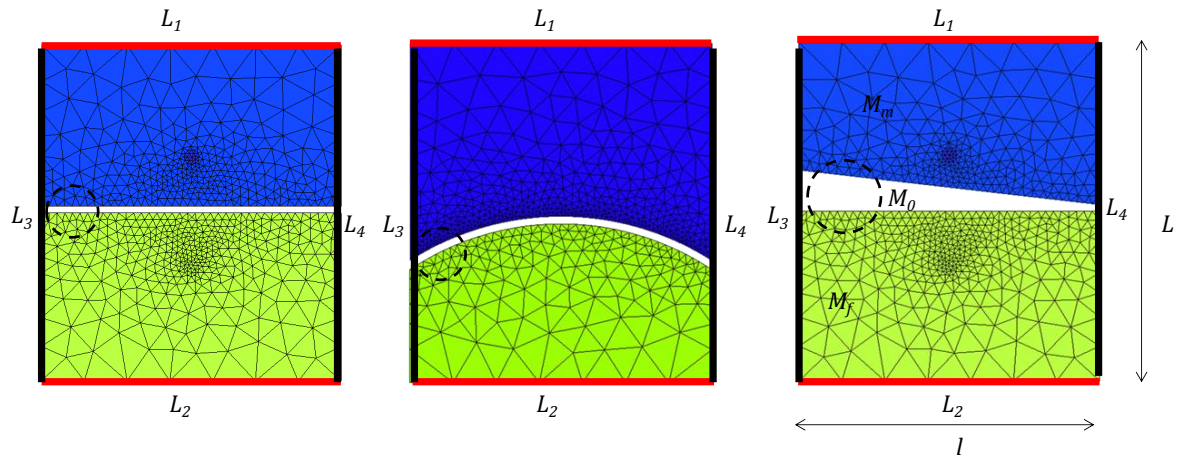 L1 L1 L1
Mm
L3 L4 L3 L4 L3 M0 L4 L
Mf
L2 L2 L2
l